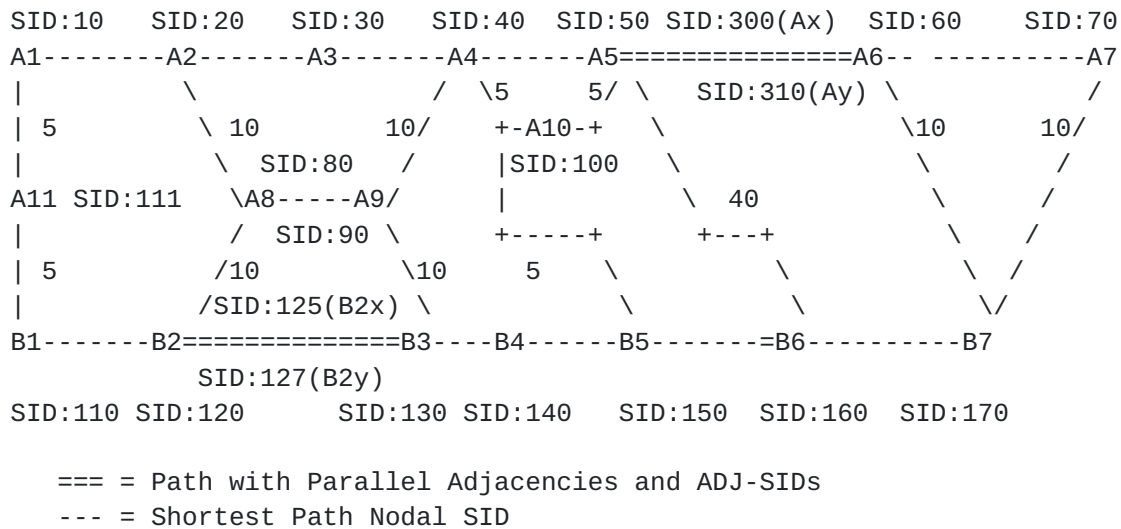 SID:10   SID:20   SID:30   SID:40  SID:50 SID:300(Ax)  SID:60    SID:70
A1--------A2-------A3-------A4-------A5===============A6-- ----------A7
|          \               /  \5     5/ \   SID:310(Ay) \            /
| 5         \ 10        10/    +-A10-+   \               \10      10/
|            \  SID:80   /     |SID:100   \               \        /
A11 SID:111   \A8-----A9/      |           \  40           \      /
|             /  SID:90 \      +-----+      +---+           \    /
| 5          /10         \10     5    \          \           \  /
|           /SID:125(B2x) \            \          \           \/
B1-------B2==============B3----B4------B5-------=B6----------B7
SID:127(B2y)
SID:110 SID:120      SID:130 SID:140   SID:150  SID:160  SID:170
=== = Path with Parallel Adjacencies and ADJ-SIDs
--- = Shortest Path Nodal SID